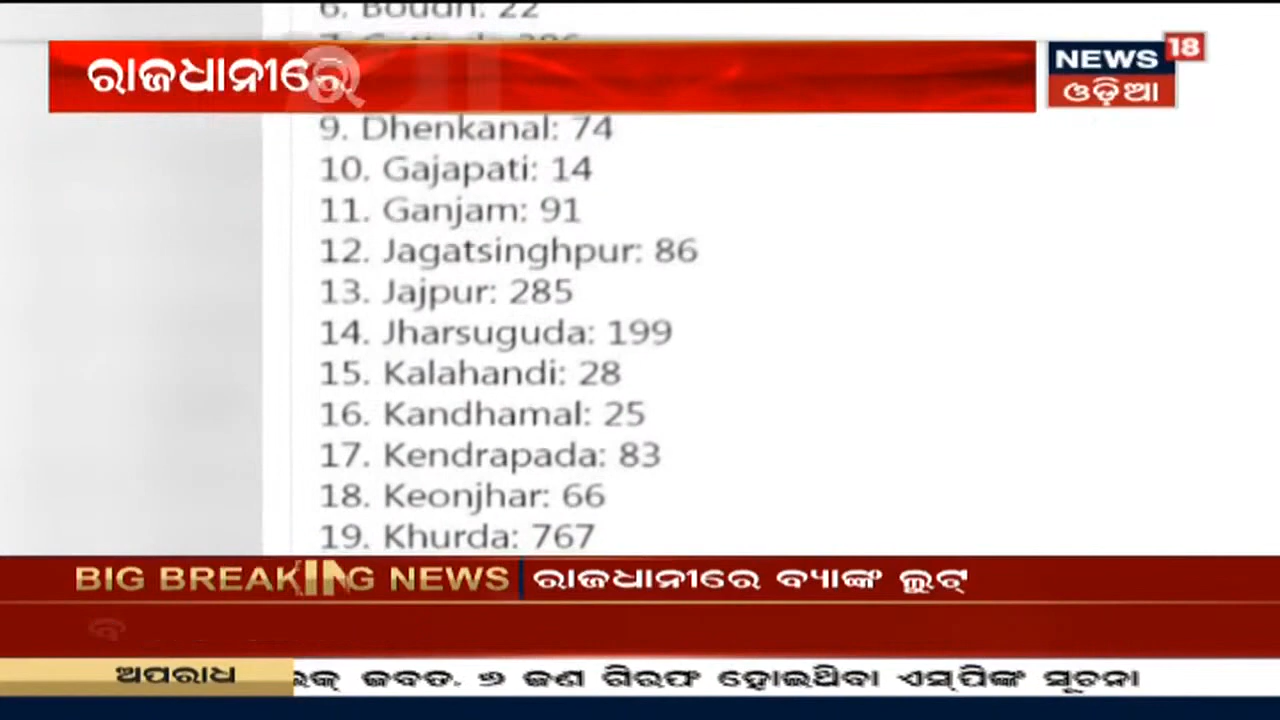 6. Boudh: 22
ରାଜଧାନୀରେ
NEWS 18
ଓଡ଼ିଆ
9. Dhenkanal: 74
10. Gajapati: 14
11. Ganjam: 91
12. Jagatsinghpur: 86
13. Jajpur: 285
14. Jharsuguda: 199
15. Kalahandi: 28
16. Kandhamal: 25
17. Kendrapada: 83
18. Keonjhar: 66
19. Khurda: 767
BIG BREAKING NEWS ରାଜଧାନୀରେ ବ୍ୟାଙ୍କ ଲୁଟ୍
ଅପରାଧ ଜବତ. ୭ ଜଣ ଗିରଫ ହୋଇଥିବା ଏସ୍‌ପିଙ୍କ ସୂଚନା